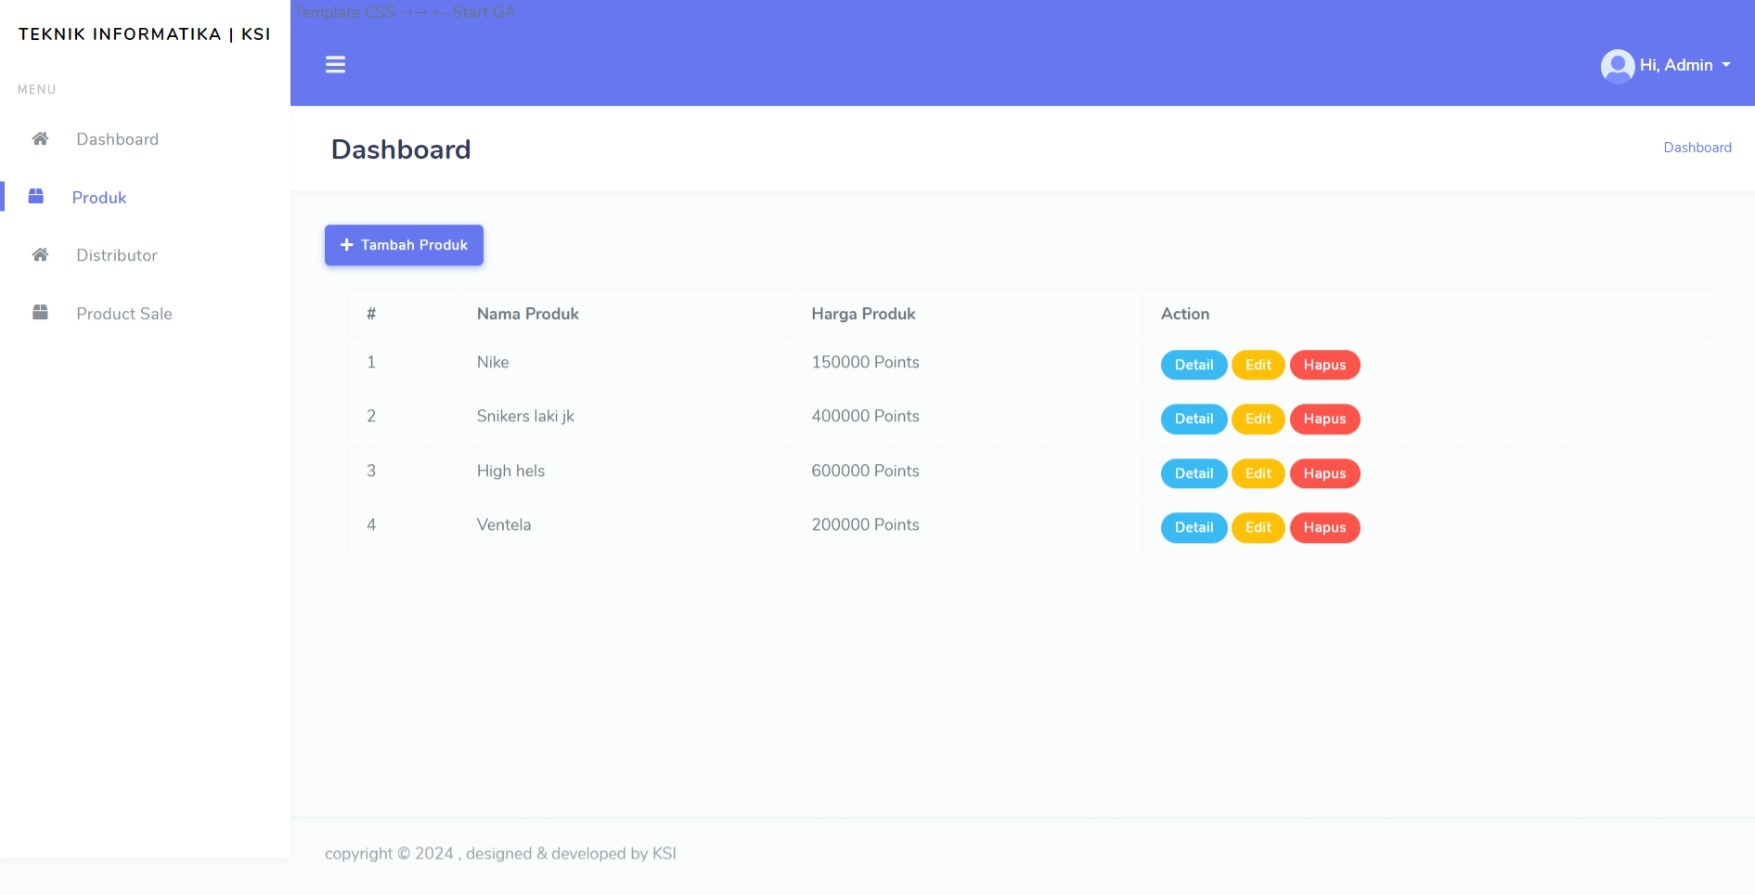 TEKNIK INFORMATIKA | KSI
MENU
Dashboard
Produk
Distributor
Product Sale
Template CSS →→ ←- Start GA
Hi, Admin
Dashboard
Dashboard
+ Tambah Produk
# Nama Produk Harga Produk Action
1 Nike 150000 Points Detail Edit Hapus
2 Snikers laki jk 400000 Points Detail Edit Hapus
3 High hels 600000 Points Detail Edit Hapus
4 Ventela 200000 Points Detail Edit Hapus
copyright © 2024 , designed & developed by KSI